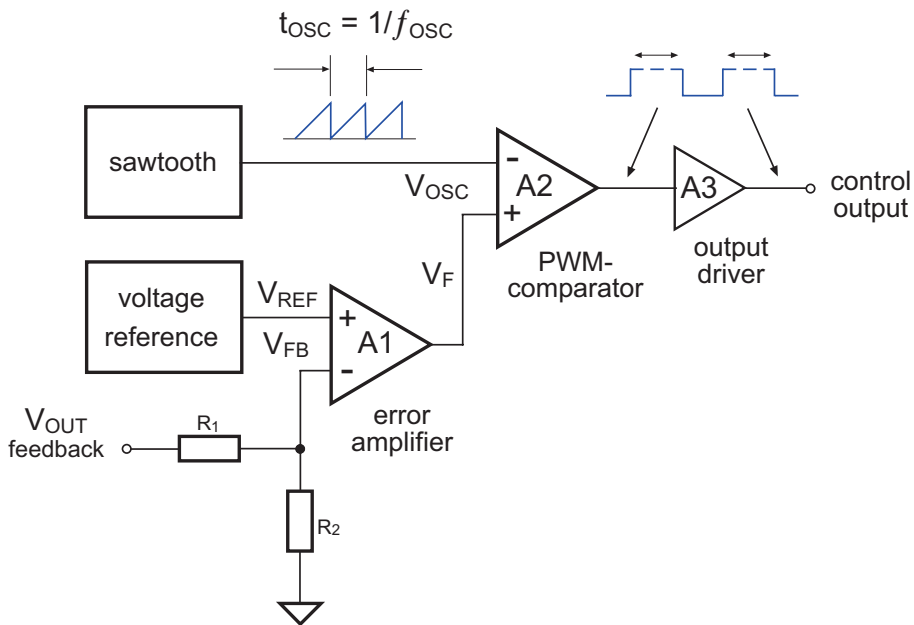 tOSC = 1/fOSC
sawtooth
-
A2
+
VOSC
A3
control
output
PWM-
comparator
output
driver
voltage
reference
VREF
VFB
VF
+
A1
-
error
amplifier
VOUT
feedback
R1
R2